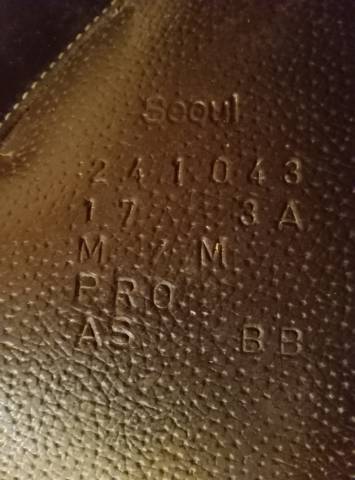 Seoul
241043
17 3A
M / M
PRO
AS BB